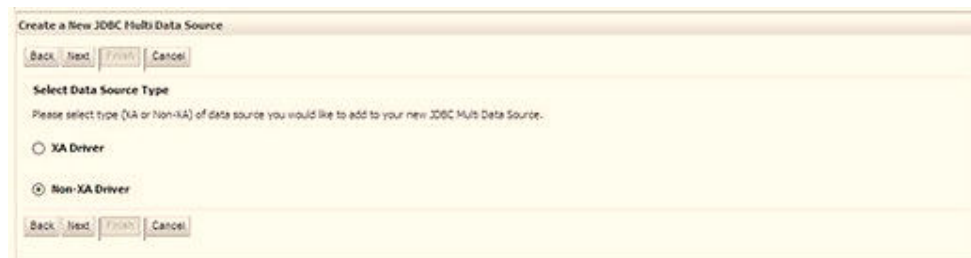 Create a New JDBC Multi Data Source
Back Next Finish Cancel
Select Data Source Type
Please select type (XA or Non-XA) of data source you would like to add to your new JDBC Multi Data Source.
XA Driver
Non-XA Driver
Back Next Finish Cancel